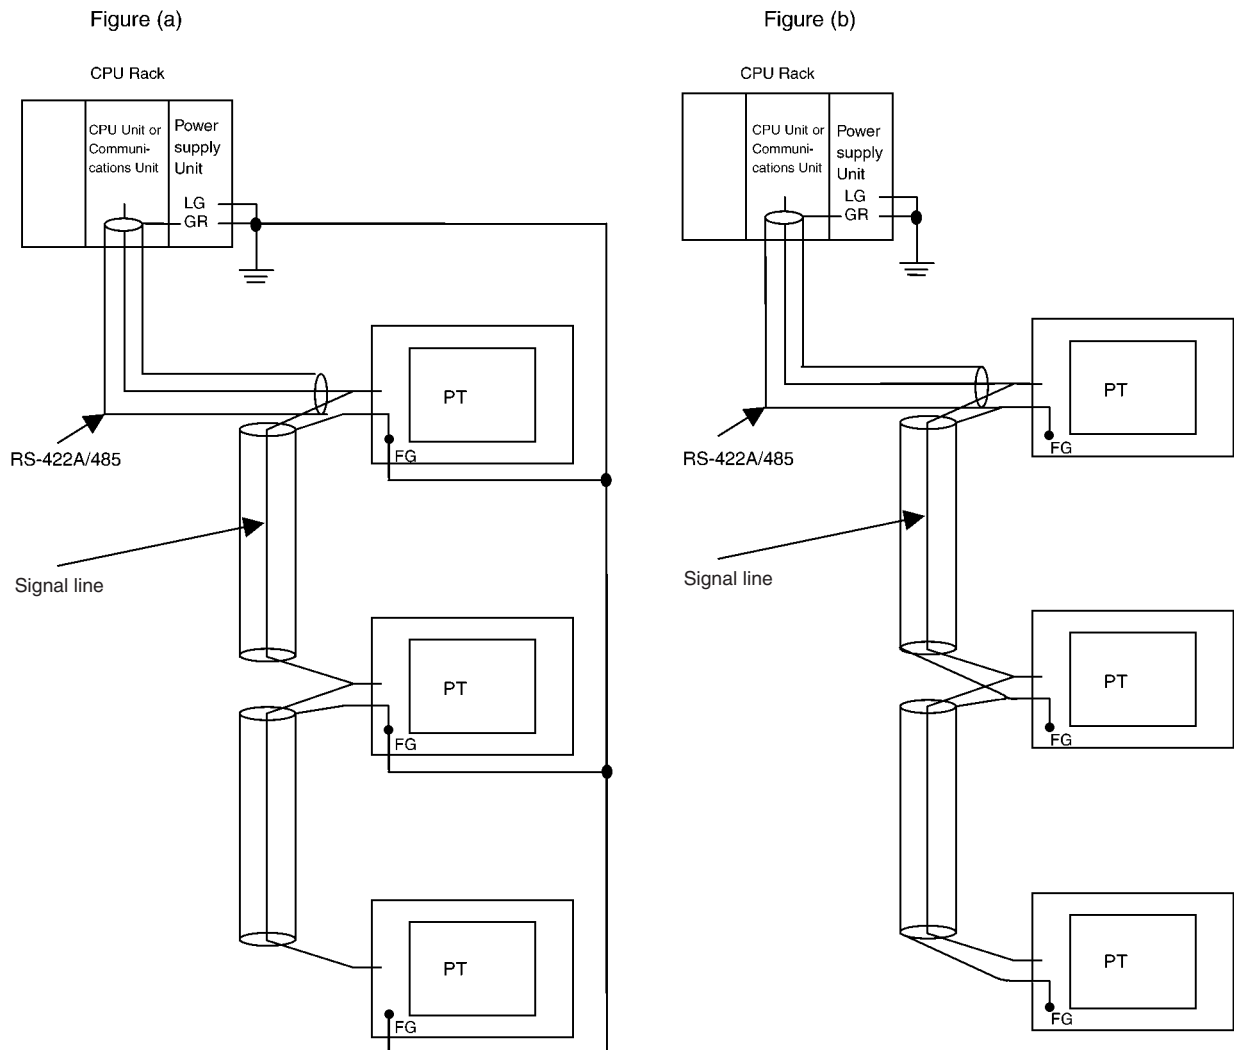 Figure (a)
CPU Rack
CPU Unit or
Communi-
cations Unit
Power
supply
Unit
LG
GR
RS-422A/485
Signal line
PT
FG
PT
FG
PT
FG
Figure (b)
CPU Rack
CPU Unit or
Communi-
cations Unit
Power
supply
Unit
LG
GR
RS-422A/485
Signal line
PT
FG
PT
FG
PT
FG